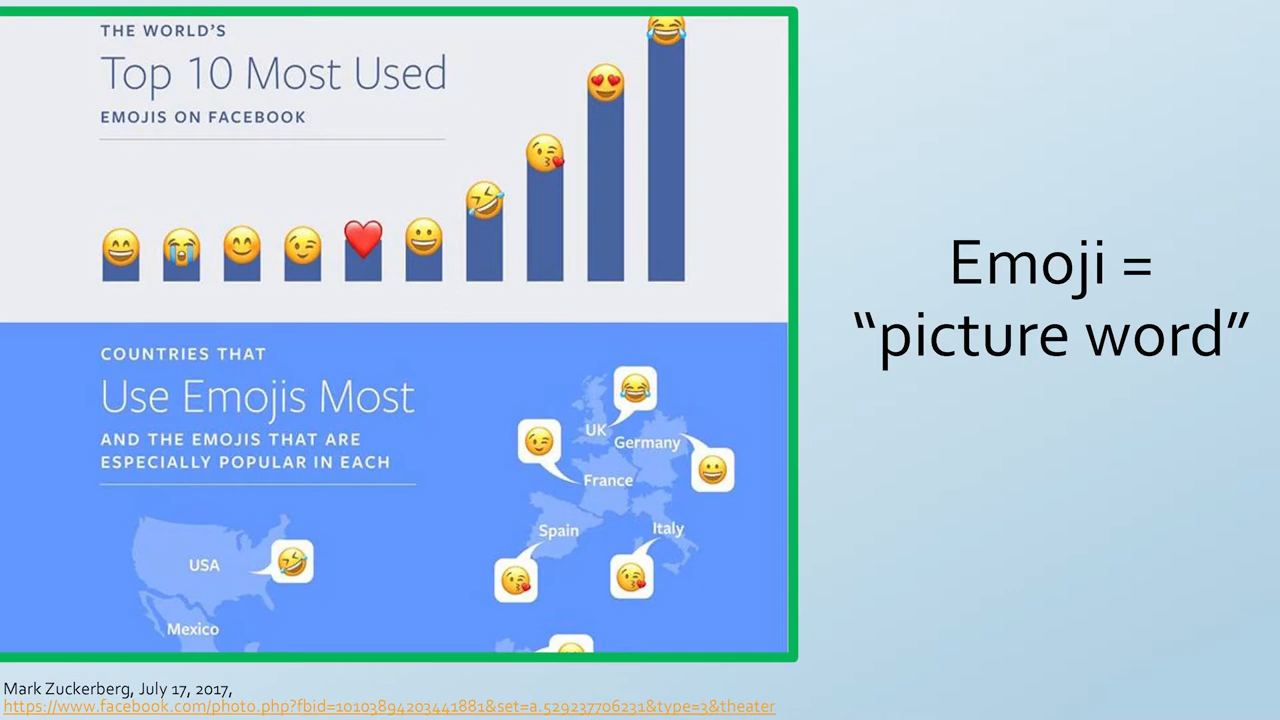 THE WORLD'S
Top 10 Most Used
EMOJIS ON FACEBOOK
COUNTRIES THAT
Use Emojis Most
AND THE EMOJIS THAT ARE
ESPECIALLY POPULAR IN EACH
UK
Germany
France
Spain
Italy
USA
Mexico
Emoji =
“picture word”
Mark Zuckerberg, July 17, 2017,
https://www.facebook.com/photo.php?fbid=10103894203441881&set=a.529237706231&type=3&theater